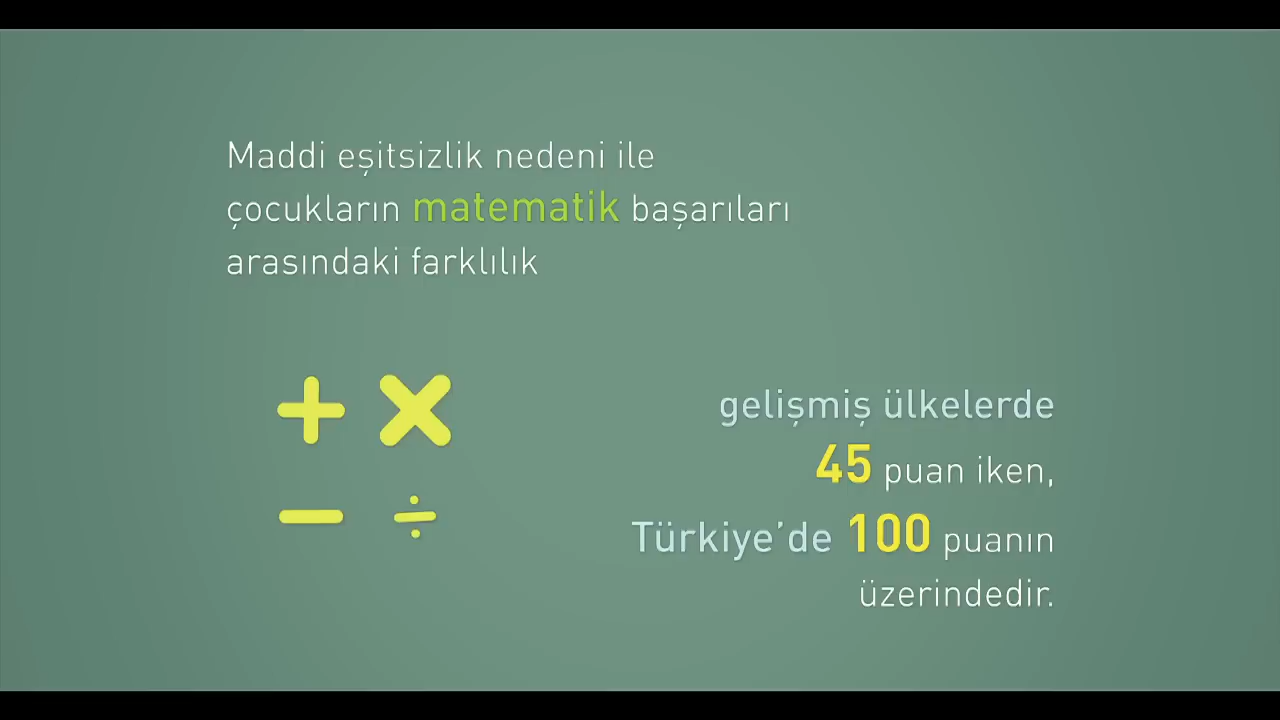 Maddi eşitsizlik nedeni ile
çocukların matematik başarıları
arasındaki farklılık
gelişmiş ülkelerde
45 puan iken,
Türkiye'de 100 puanın
üzerindedir.